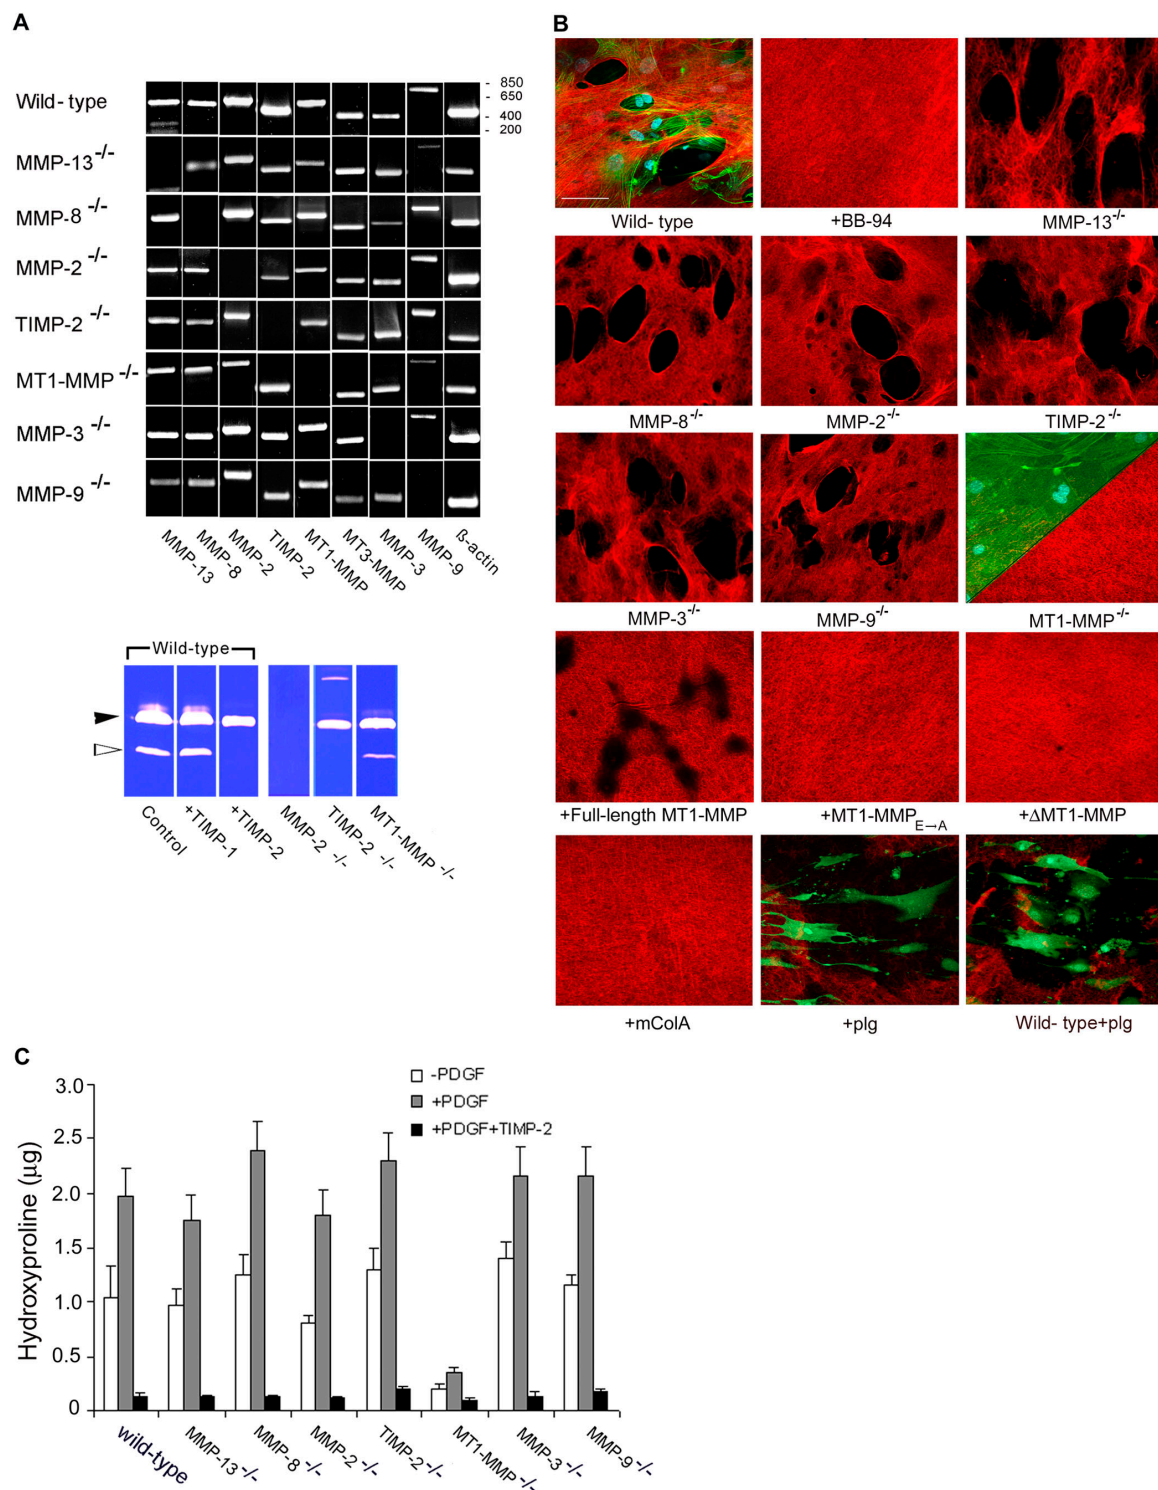 A
- 850
- 650
- 400
- 200
Wild- type
MMP-13 -/-
MMP-8 -/-
MMP-2 -/-
TIMP-2 -/-
MT1-MMP -/-
MMP-3 -/-
MMP-9 -/-
MMP-13
MMP-8
MMP-2
TIMP-2
MT1-MMP
MT3-MMP
MMP-3
MMP-9
ß-actin
Wild-type
Control
+TIMP-1
+TIMP-2
MMP-2 -/-
TIMP-2 -/-
MT1-MMP -/-
B
Wild- type
+BB-94
MMP-13-/-
MMP-8-/-
MMP-2-/-
TIMP-2-/-
MMP-3-/-
MMP-9-/-
MT1-MMP-/-
+Full-length MT1-MMP
+MT1-MMP E→A
+ΔMT1-MMP
+mColA
+plg
Wild- type+plg
C
-PDGF
+PDGF
+PDGF+TIMP-2
Hydroxyproline (µg)
3.0
2.5
2.0
1.5
1.0
0.5
0
wild-type
MMP-13 -/-
MMP-8 -/-
MMP-2 -/-
TIMP-2 -/-
MT1-MMP -/-
MMP-3 -/-
MMP-9 -/-